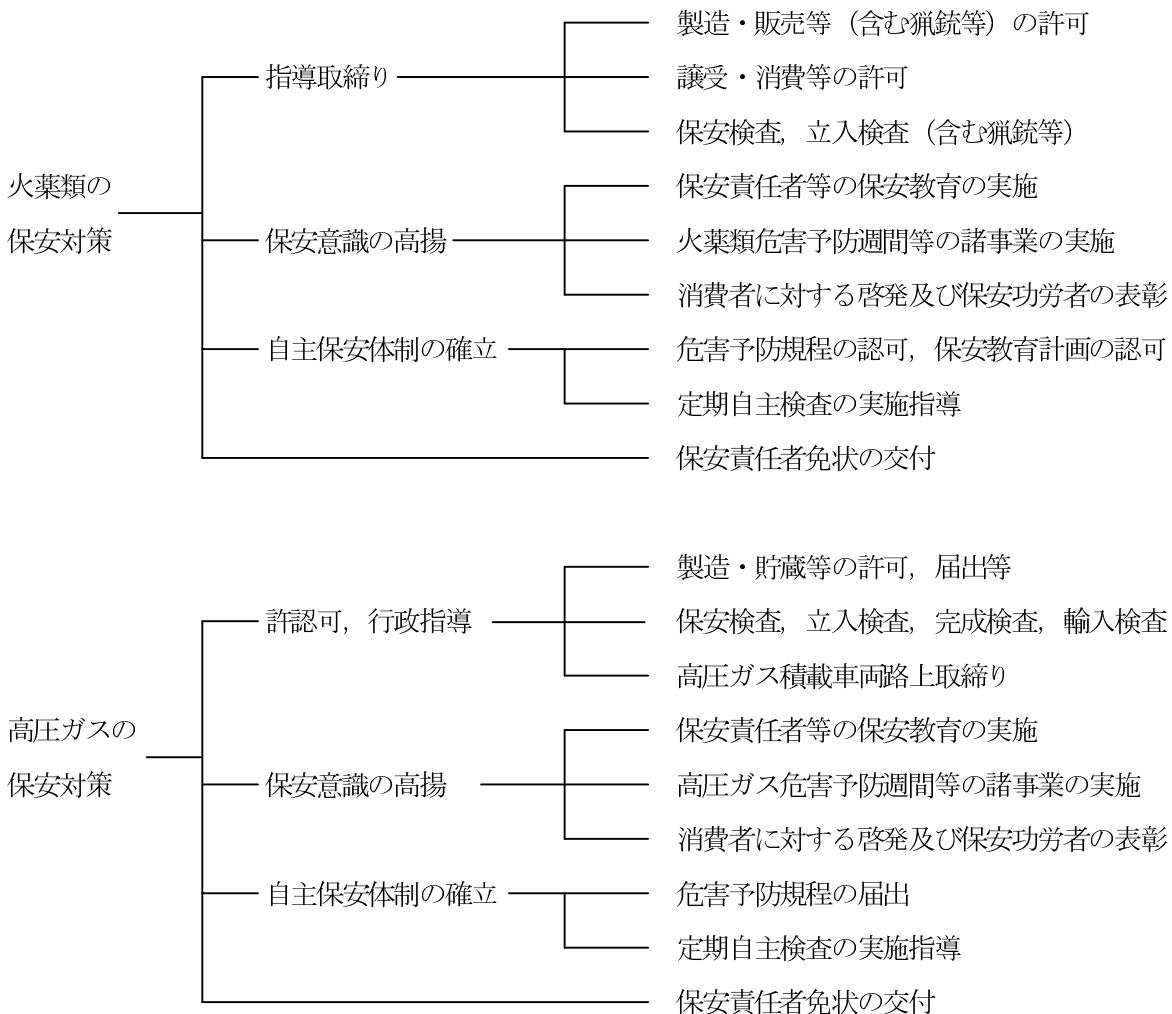 火薬類の
保安対策
指導取締り
製造・販売等（含む猟銃等）の許可
譲受・消費等の許可
保安検査，立入検査（含む猟銃等）
保安意識の高揚
保安責任者等の保安教育の実施
火薬類危害予防週間等の諸事業の実施
消費者に対する啓発及び保安功労者の表彰
自主保安体制の確立
危害予防規程の認可，保安教育計画の認可
定期自主検査の実施指導
保安責任者免状の交付
高圧ガスの
保安対策
許認可，行政指導
製造・貯蔵等の許可，届出等
保安検査，立入検査，完成検査，輸入検査
高圧ガス積載車両路上取締り
保安意識の高揚
保安責任者等の保安教育の実施
高圧ガス危害予防週間等の諸事業の実施
消費者に対する啓発及び保安功労者の表彰
自主保安体制の確立
危害予防規程の届出
定期自主検査の実施指導
保安責任者免状の交付